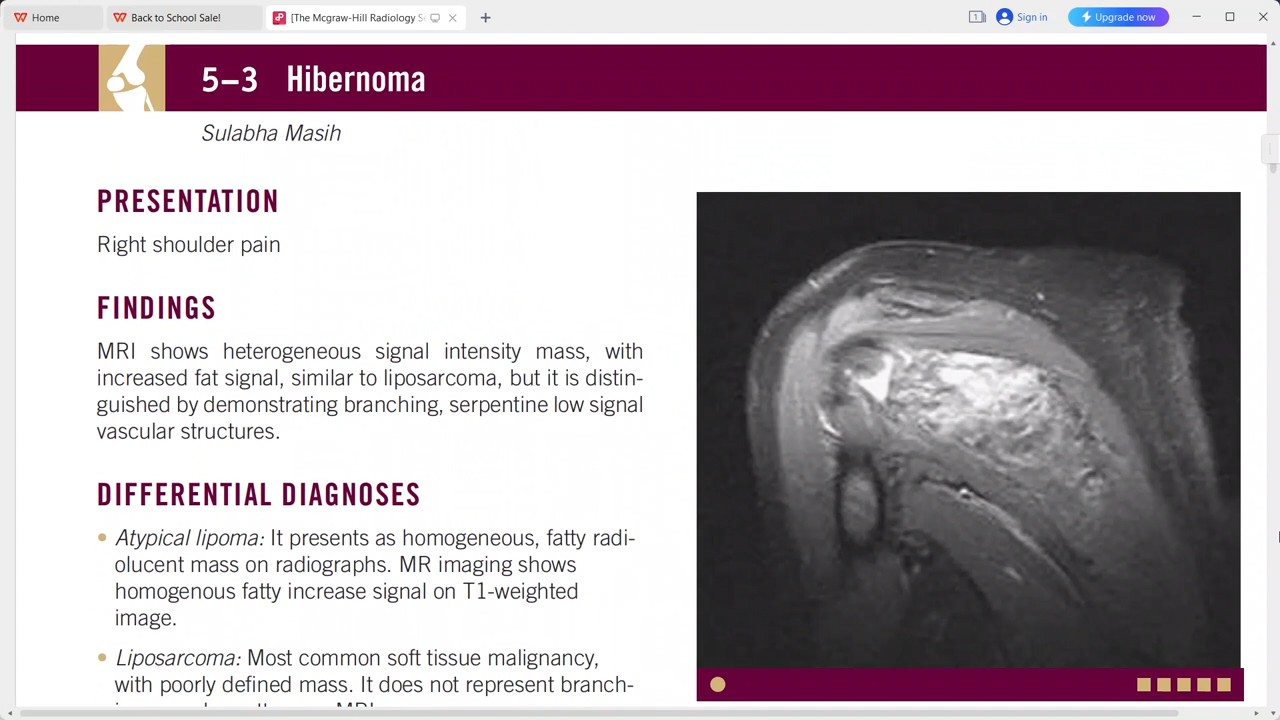 Home
Back to School Sale!
[The Mcgraw-Hill Radiology Se
1
Sign in
Upgrade now
5–3 Hibernoma
Sulabha Masih
PRESENTATION
Right shoulder pain
FINDINGS
MRI shows heterogeneous signal intensity mass, with
increased fat signal, similar to liposarcoma, but it is distin-
guished by demonstrating branching, serpentine low signal
vascular structures.
DIFFERENTIAL DIAGNOSES
• Atypical lipoma: It presents as homogeneous, fatty radi-
olucent mass on radiographs. MR imaging shows
homogenous fatty increase signal on T1-weighted
image.
• Liposarcoma: Most common soft tissue malignancy,
with poorly defined mass. It does not represent branch-